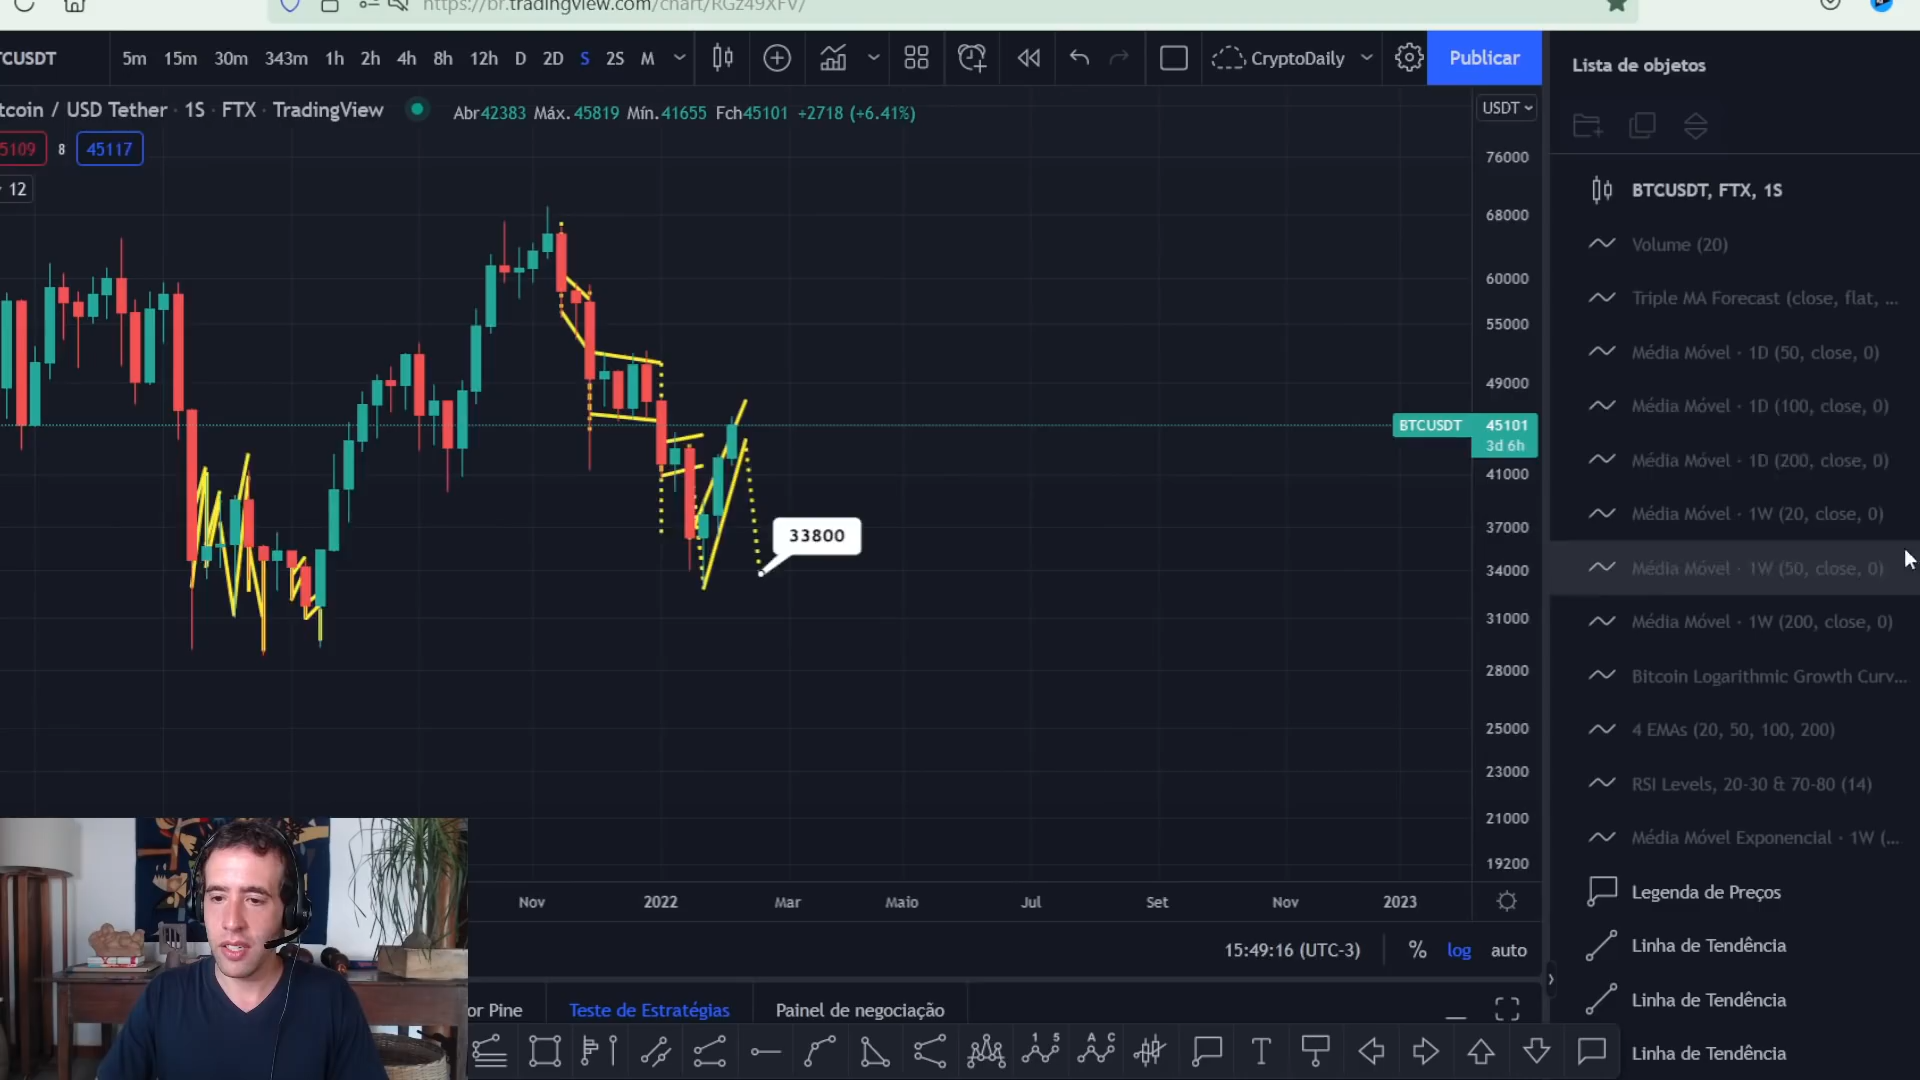 https://br.tradingview.com/chart/RGz49XFV/
TCUSDT
5m 15m 30m 343m 1h 2h 4h 8h 12h D 2D S 2S M
CryptoDaily
Publicar
tcoin / USD Tether · 1S · FTX · TradingView
Abr42383 Máx.45819 Mín.41655 Fch45101 +2718 (+6.41%)
USDT
5109 8 45117
12
76000
68000
60000
55000
49000
BTCUSDT 45101
3d 6h
41000
37000
34000
31000
28000
25000
23000
21000
19200
33800
Nov 2022 Mar Maio Jul Set Nov 2023
15:49:16 (UTC-3) % log auto
or Pine Teste de Estratégias Painel de negociação
1 5 A C
T
Lista de objetos
BTCUSDT, FTX, 1S
Volume (20)
Triple MA Forecast (close, flat, ...
Média Móvel · 1D (50, close, 0)
Média Móvel · 1D (100, close, 0)
Média Móvel · 1D (200, close, 0)
Média Móvel · 1W (20, close, 0)
Média Móvel · 1W (50, close, 0)
Média Móvel · 1W (200, close, 0)
Bitcoin Logarithmic Growth Curv...
4 EMAs (20, 50, 100, 200)
RSI Levels, 20-30 & 70-80 (14)
Média Móvel Exponencial · 1W (...
Legenda de Preços
Linha de Tendência
Linha de Tendência
Linha de Tendência